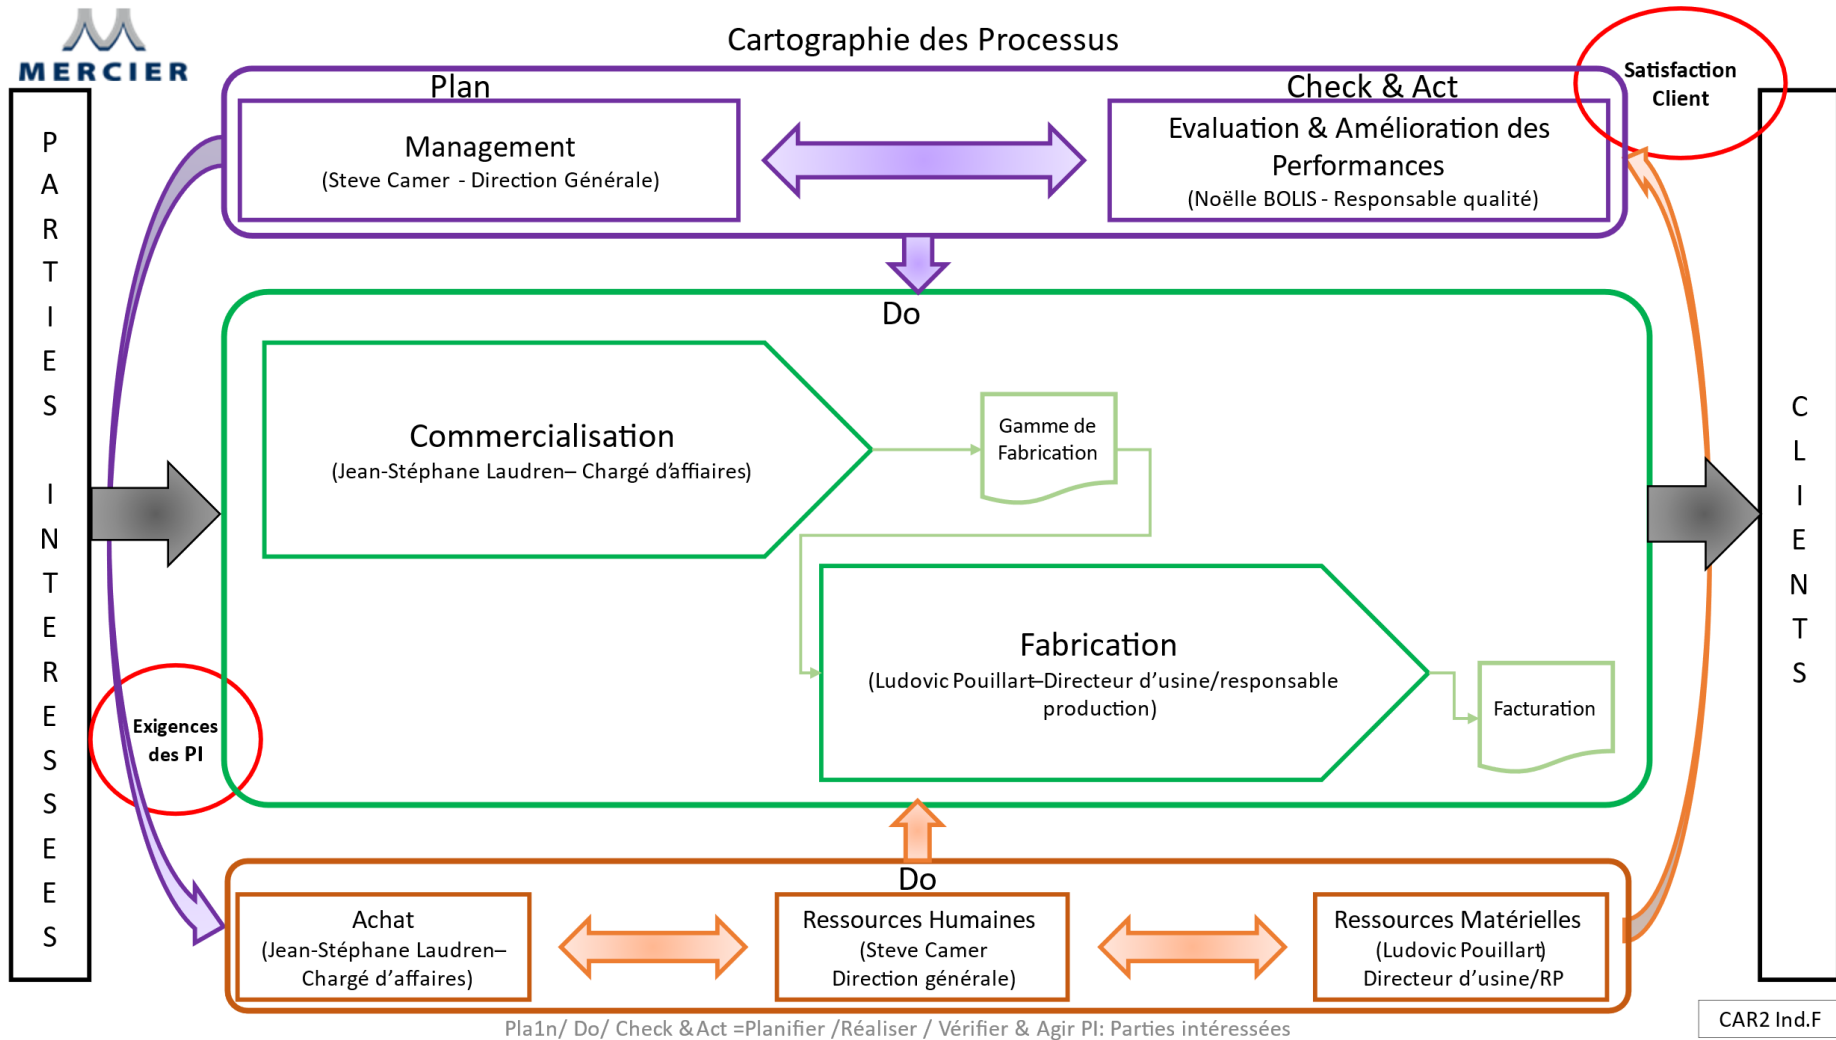 MERCIER
Cartographie des Processus
Plan
Management
(Steve Camer - Direction Générale)
Check & Act
Evaluation & Amélioration des
Performances
(Noëlle BOLIS - Responsable qualité)
Satisfaction
Client
PARTIES INTERESSEES
Do
Commercialisation
(Jean-Stéphane Laudren– Chargé d'affiaires)
Gamme de
Fabrication
Fabrication
(Ludovic Pouillart–Directeur d'usine/responsable
production)
Facturation
CLIENTS
Exigences
des PI
Do
Achat
(Jean-Stéphane Laudren–
Chargé d'affaires)
Ressources Humaines
(Steve Camer
Direction générale)
Ressources Matérielles
(Ludovic Pouillart)
Directeur d'usine/RP
Pla1n/ Do/ Check &Act =Planifier /Réaliser / Vérifier & Agir PI: Parties intéressées
CAR2 Ind.F